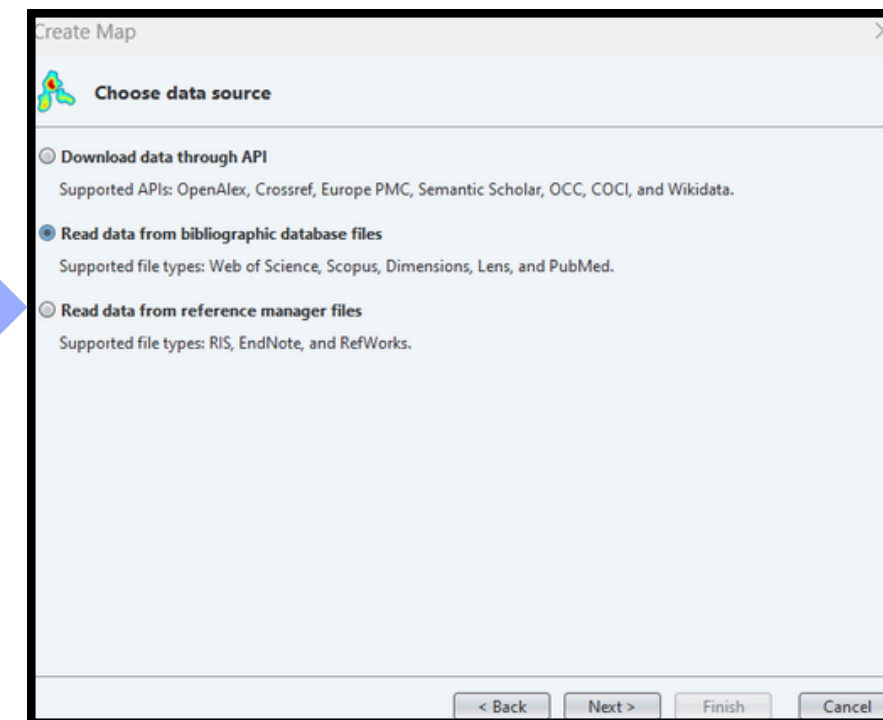 Create Map
Choose data source
Download data through API
Supported APIs: OpenAlex, Crossref, Europe PMC, Semantic Scholar, OCC, COCI, and Wikidata.
Read data from bibliographic database files
Supported file types: Web of Science, Scopus, Dimensions, Lens, and PubMed.
Read data from reference manager files
Supported file types: RIS, EndNote, and RefWorks.
< Back Next > Finish Cancel